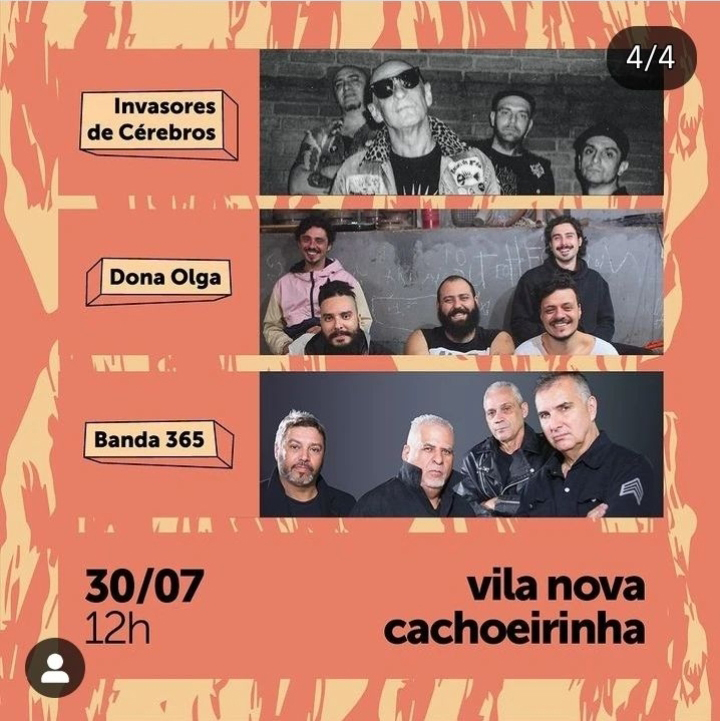 4/4
Invasores
de Cérebros
Dona Olga
Banda 365
30/07
12h
vila nova
cachoeirinha